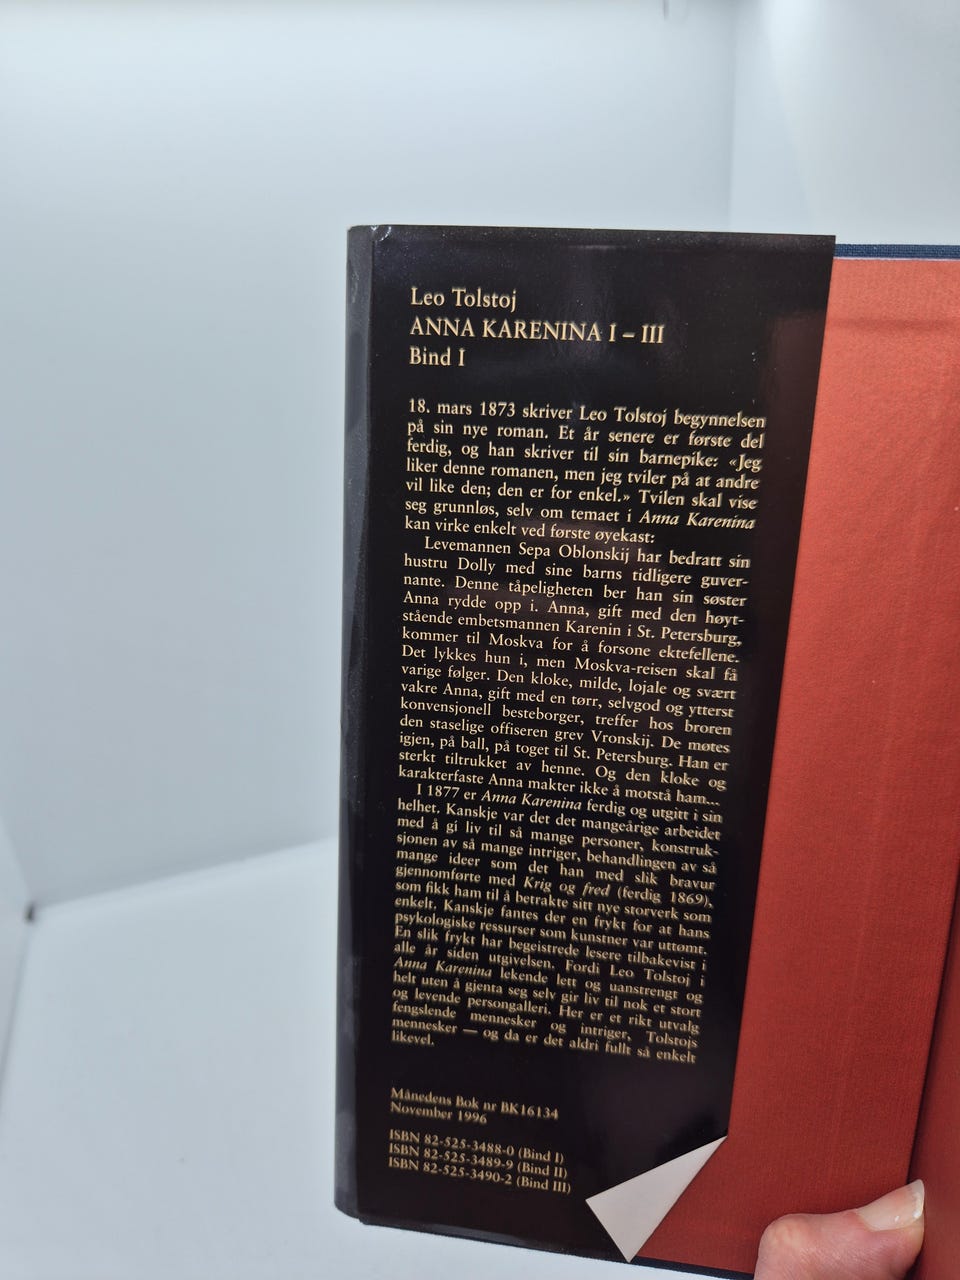 Leo Tolstoj
ANNA KARENINA I – III
Bind I
18. mars 1873 skriver Leo Tolstoj begynnelsen
på sin nye roman. Et år senere er første del
ferdig, og han skriver til sin barnepike: «Jeg
liker denne romanen, men jeg tviler på at andre
vil like den; den er for enkel.» Tvilen skal vise
seg grunnløs, selv om temaet i Anna Karenina
kan virke enkelt ved første øyekast:
Levemannen Sepa Oblonskij har bedratt sin
hustru Dolly med sine barns tidligere guver-
nante. Denne tåpeligheten ber han sin søster
Anna rydde opp i. Anna, gift med den høyt-
stående embetsmannen Karenin i St. Petersburg,
kommer til Moskva for å forsone ektefellene.
Det lykkes hun i, men Moskva-reisen skal få
varige følger. Den kloke, milde, lojale og svært
vakre Anna, gift med en tørr, selvgod og ytterst
konvensjonell besteborger, treffer hos broren
den staselige offiseren grev Vronskij. De møtes
igjen, på ball, på toget til St. Petersburg. Han er
sterkt tiltrukket av henne. Og den kloke og
karakterfaste Anna makter ikke å motstå ham...
I 1877 er Anna Karenina ferdig og utgitt i sin
helhet. Kanskje var det det mangeårige arbeidet
med å gi liv til så mange personer, konstruk-
sjonen av så mange intriger, behandlingen av så
mange ideer som det han med slik bravur
gjennomførte med Krig og fred (ferdig 1869),
som fikk ham til å betrakte sitt nye storverk som
enkelt. Kanskje fantes der en frykt for at hans
psykologiske ressurser som kunstner var uttømt.
En slik frykt har begeistrede lesere tilbakevist i
alle år siden utgivelsen. Fordi Leo Tolstoj i
Anna Karenina lekende lett og uanstrengt og
helt uten å gjenta seg selv gir liv til nok et stort
og levende persongalleri. Her er et rikt utvalg
fengslende mennesker og intriger, Tolstojs
mennesker — og da er det aldri fullt så enkelt
likevel.
Månedens Bok nr BK16134
November 1996
ISBN 82-525-3488-0 (Bind I)
ISBN 82-525-3489-9 (Bind II)
ISBN 82-525-3490-2 (Bind III)